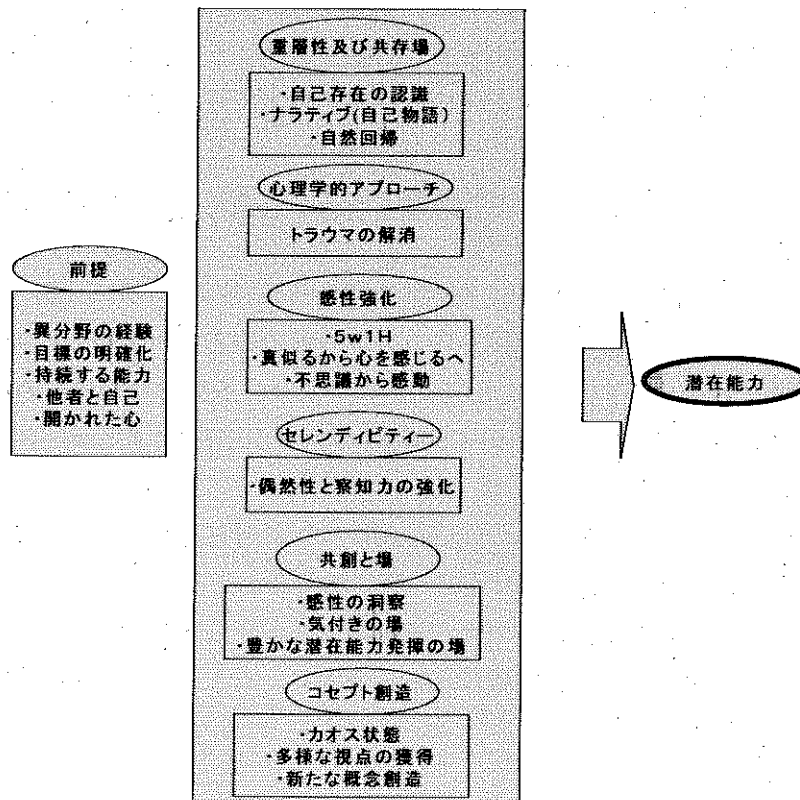 前提
・異分野の経験
・目標の明確化
・持続する能力
・他者と自己
・開かれた心
重層性及び共存場
・自己存在の認識
・ナラティブ(自己物語)
・自然回帰
心理学的アプローチ
トラウマの解消
感性強化
・5w1H
・真似るから心を感じるへ
・不思議から感動
セレンディピティー
・偶然性と察知力の強化
共創と場
・感性の洞察
・気付きの場
・豊かな潜在能力発揮の場
コセプト創造
・カオス状態
・多様な視点の獲得
・新たな概念創造
潜在能力